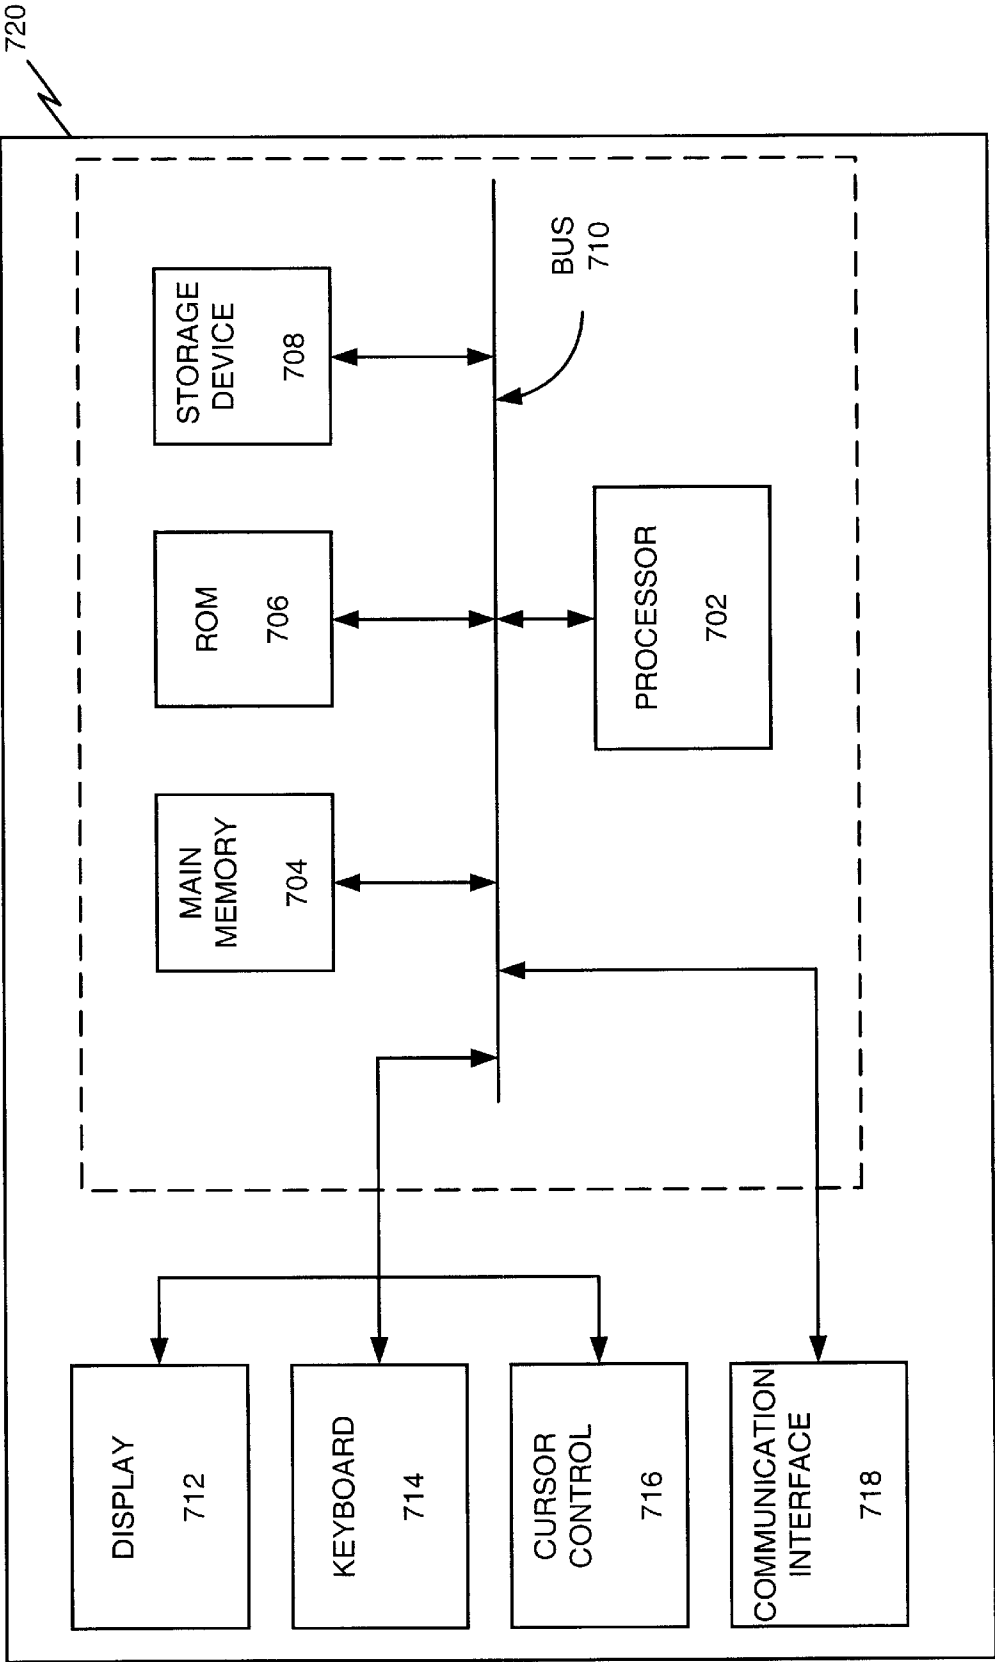 720
DISPLAY
712
KEYBOARD
714
CURSOR
CONTROL
716
COMMUNICATION
INTERFACE
718
MAIN
MEMORY
704
ROM
706
STORAGE
DEVICE
708
BUS
710
PROCESSOR
702